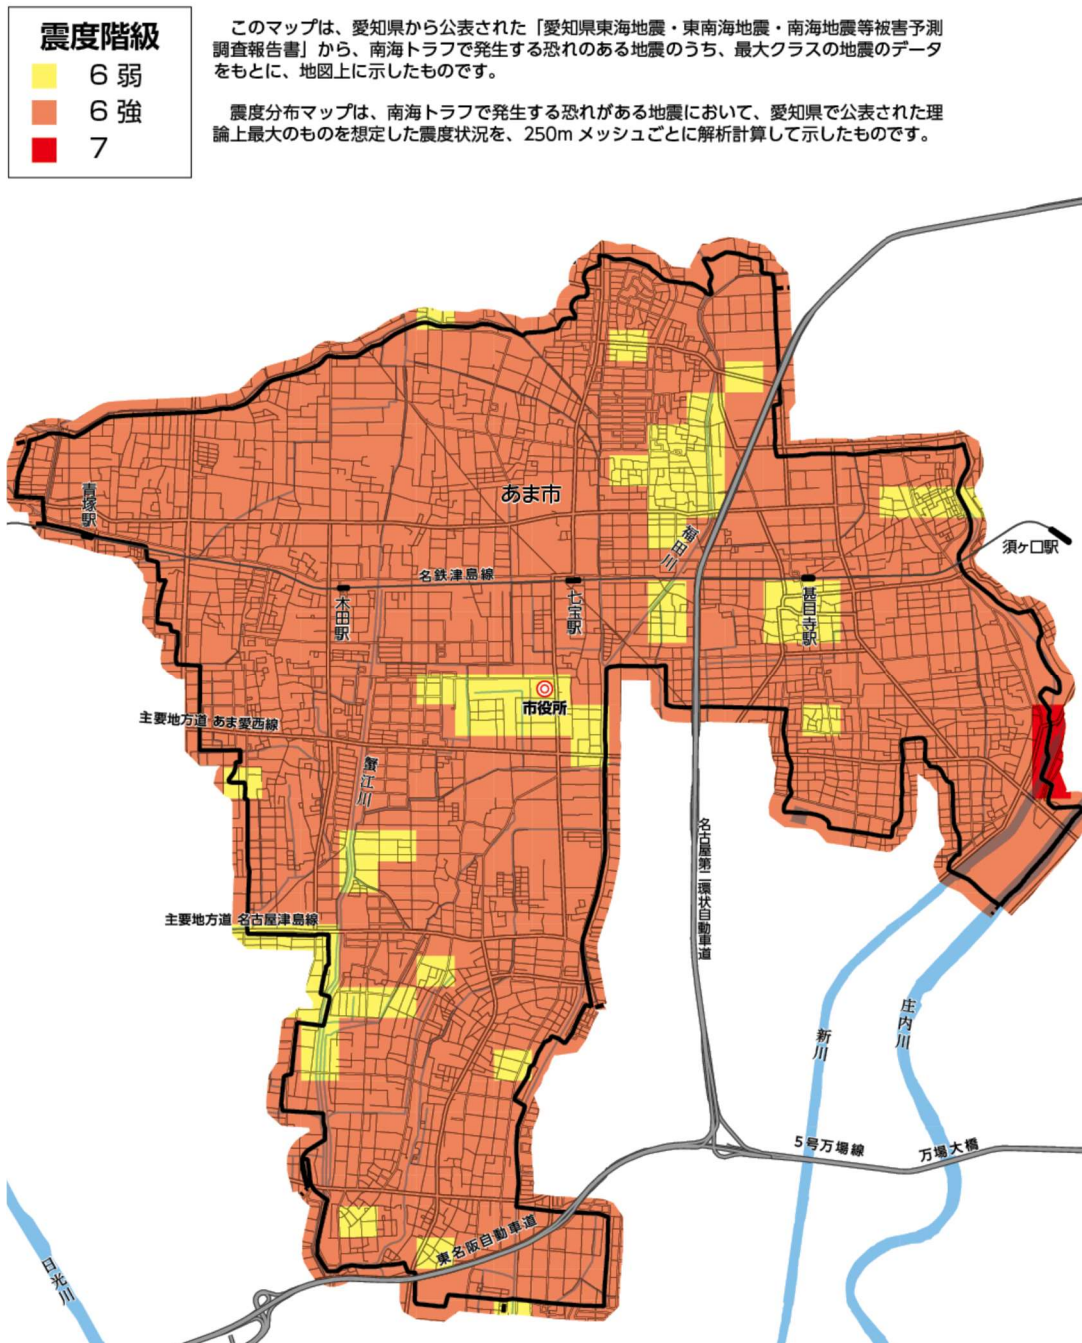 震度階級
6弱
6強
7
このマップは、愛知県から公表された「愛知県東海地震・東南海地震・南海地震等被害予測
調査報告書」から、南海トラフで発生する恐れのある地震のうち、最大クラスの地震のデータ
をもとに、地図上に示したものです。
震度分布マップは、南海トラフで発生する恐れがある地震において、愛知県で公表された理
論上最大のものを想定した震度状況を、250mメッシュごとに解析計算して示したものです。
あま市
青塚駅
福田川
須ヶ口駅
名鉄津島線
木田駅
七宝駅
甚目寺駅
市役所
主要地方道 あま愛西線
蟹江川
名古屋第二環状自動車道
主要地方道 名古屋津島線
新川
庄内川
5号万場線
万場大橋
東名阪自動車道
日光川